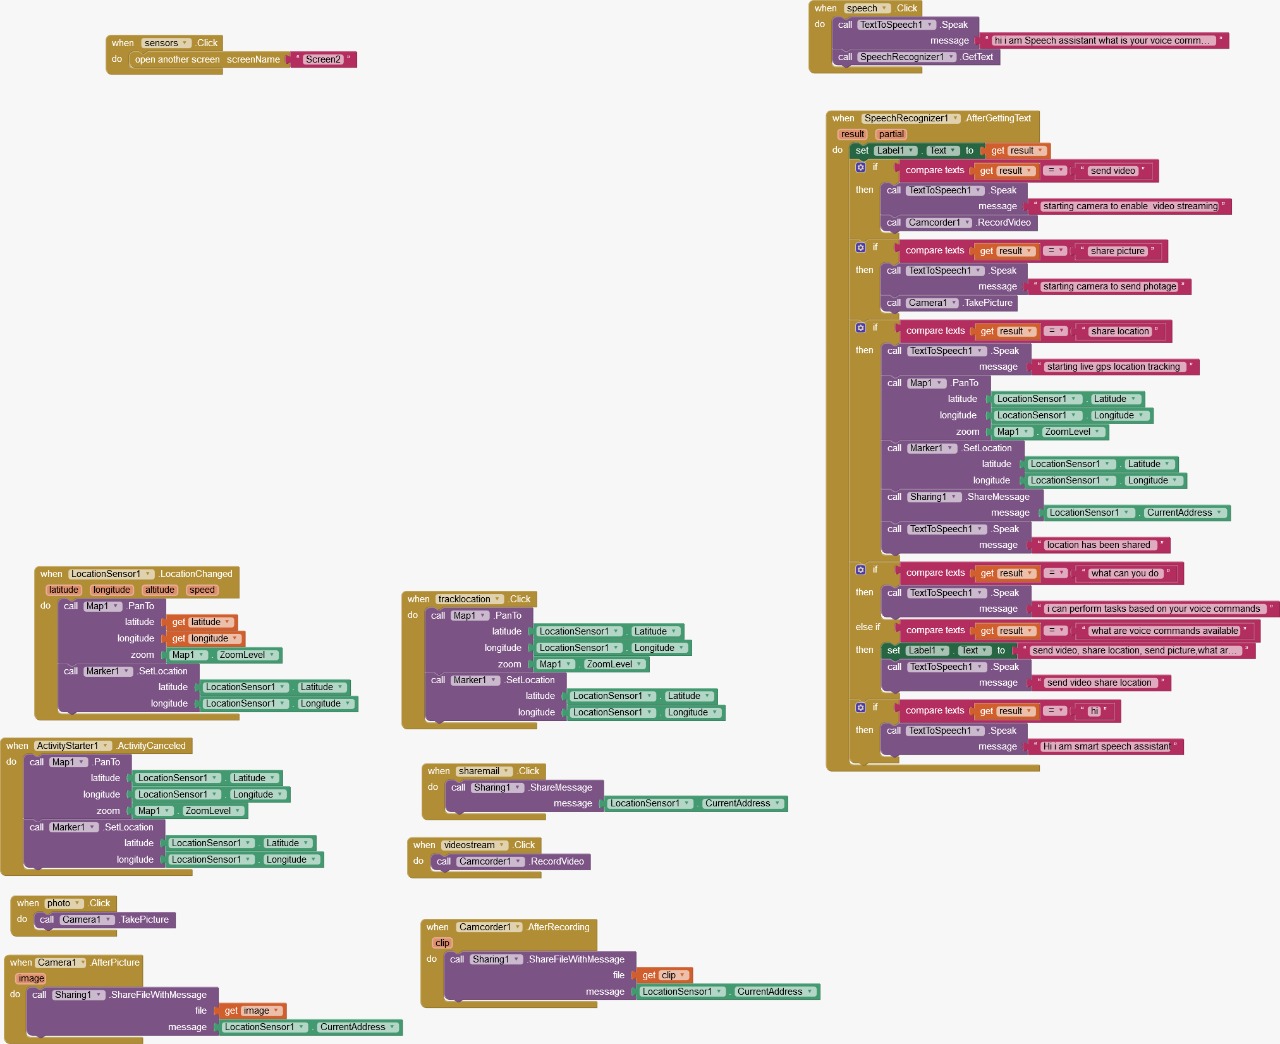 when sensors .Click
do open another screen screenName " Screen2 "
when speech .Click
do call TextToSpeech1 .Speak
message " hi i am Speech assistant what is your voice comm... "
call SpeechRecognizer1 .GetText
when SpeechRecognizer1 .AfterGettingText
result partial
do set Label1 . Text to get result
if compare texts get result = " send video "
then call TextToSpeech1 .Speak
message " starting camera to enable video streaming "
call Camcorder1 .RecordVideo
if compare texts get result = " share picture "
then call TextToSpeech1 .Speak
message " starting camera to send photage "
call Camera1 .TakePicture
if compare texts get result = " share location "
then call TextToSpeech1 .Speak
message " starting live gps location tracking "
call Map1 .PanTo
latitude LocationSensor1 . Latitude
longitude LocationSensor1 . Longitude
zoom Map1 . ZoomLevel
call Marker1 .SetLocation
latitude LocationSensor1 . Latitude
longitude LocationSensor1 . Longitude
call Sharing1 .ShareMessage
message LocationSensor1 . CurrentAddress
call TextToSpeech1 .Speak
message " location has been shared "
if compare texts get result = " what can you do "
then call TextToSpeech1 .Speak
message " i can perform tasks based on your voice commands "
else if compare texts get result = " what are voice commands available "
then set Label1 . Text to " send video, share location, send picture,what ar... "
call TextToSpeech1 .Speak
message " send video share location "
if compare texts get result = " hi "
then call TextToSpeech1 .Speak
message " Hi i am smart speech assistant "
when LocationSensor1 .LocationChanged
latitude longitude altitude speed
do call Map1 .PanTo
latitude get latitude
longitude get longitude
zoom Map1 . ZoomLevel
call Marker1 .SetLocation
latitude LocationSensor1 . Latitude
longitude LocationSensor1 . Longitude
when tracklocation .Click
do call Map1 .PanTo
latitude LocationSensor1 . Latitude
longitude LocationSensor1 . Longitude
zoom Map1 . ZoomLevel
call Marker1 .SetLocation
latitude LocationSensor1 . Latitude
longitude LocationSensor1 . Longitude
when ActivityStarter1 .ActivityCanceled
do call Map1 .PanTo
latitude LocationSensor1 . Latitude
longitude LocationSensor1 . Longitude
zoom Map1 . ZoomLevel
call Marker1 .SetLocation
latitude LocationSensor1 . Latitude
longitude LocationSensor1 . Longitude
when sharemail .Click
do call Sharing1 .ShareMessage
message LocationSensor1 . CurrentAddress
when videostream .Click
do call Camcorder1 .RecordVideo
when photo .Click
do call Camera1 .TakePicture
when Camcorder1 .AfterRecording
clip
do call Sharing1 .ShareFileWithMessage
file get clip
message LocationSensor1 . CurrentAddress
when Camera1 .AfterPicture
image
do call Sharing1 .ShareFileWithMessage
file get image
message LocationSensor1 . CurrentAddress